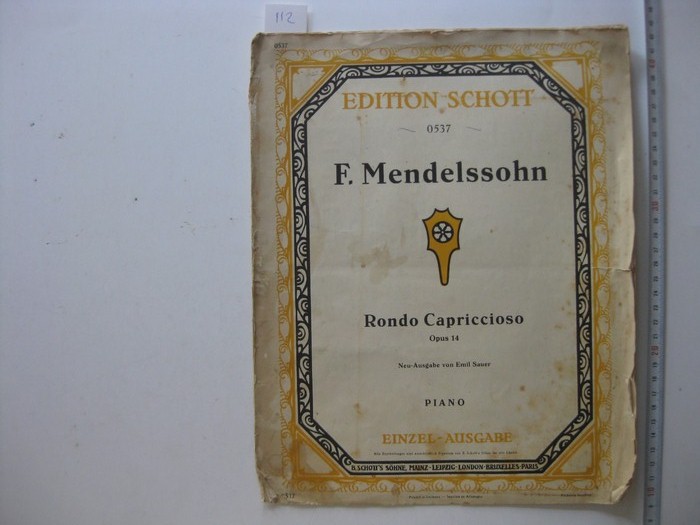 112
0537
EDITION SCHOTT
0537
F. Mendelssohn
Rondo Capriccioso
Opus 14
Neu-Ausgabe von Emil Sauer
PIANO
EINZEL-AUSGABE
B. SCHOTT'S SÖHNE, MAINZ-LEIPZIG-LONDON-BRUXELLES-PARIS